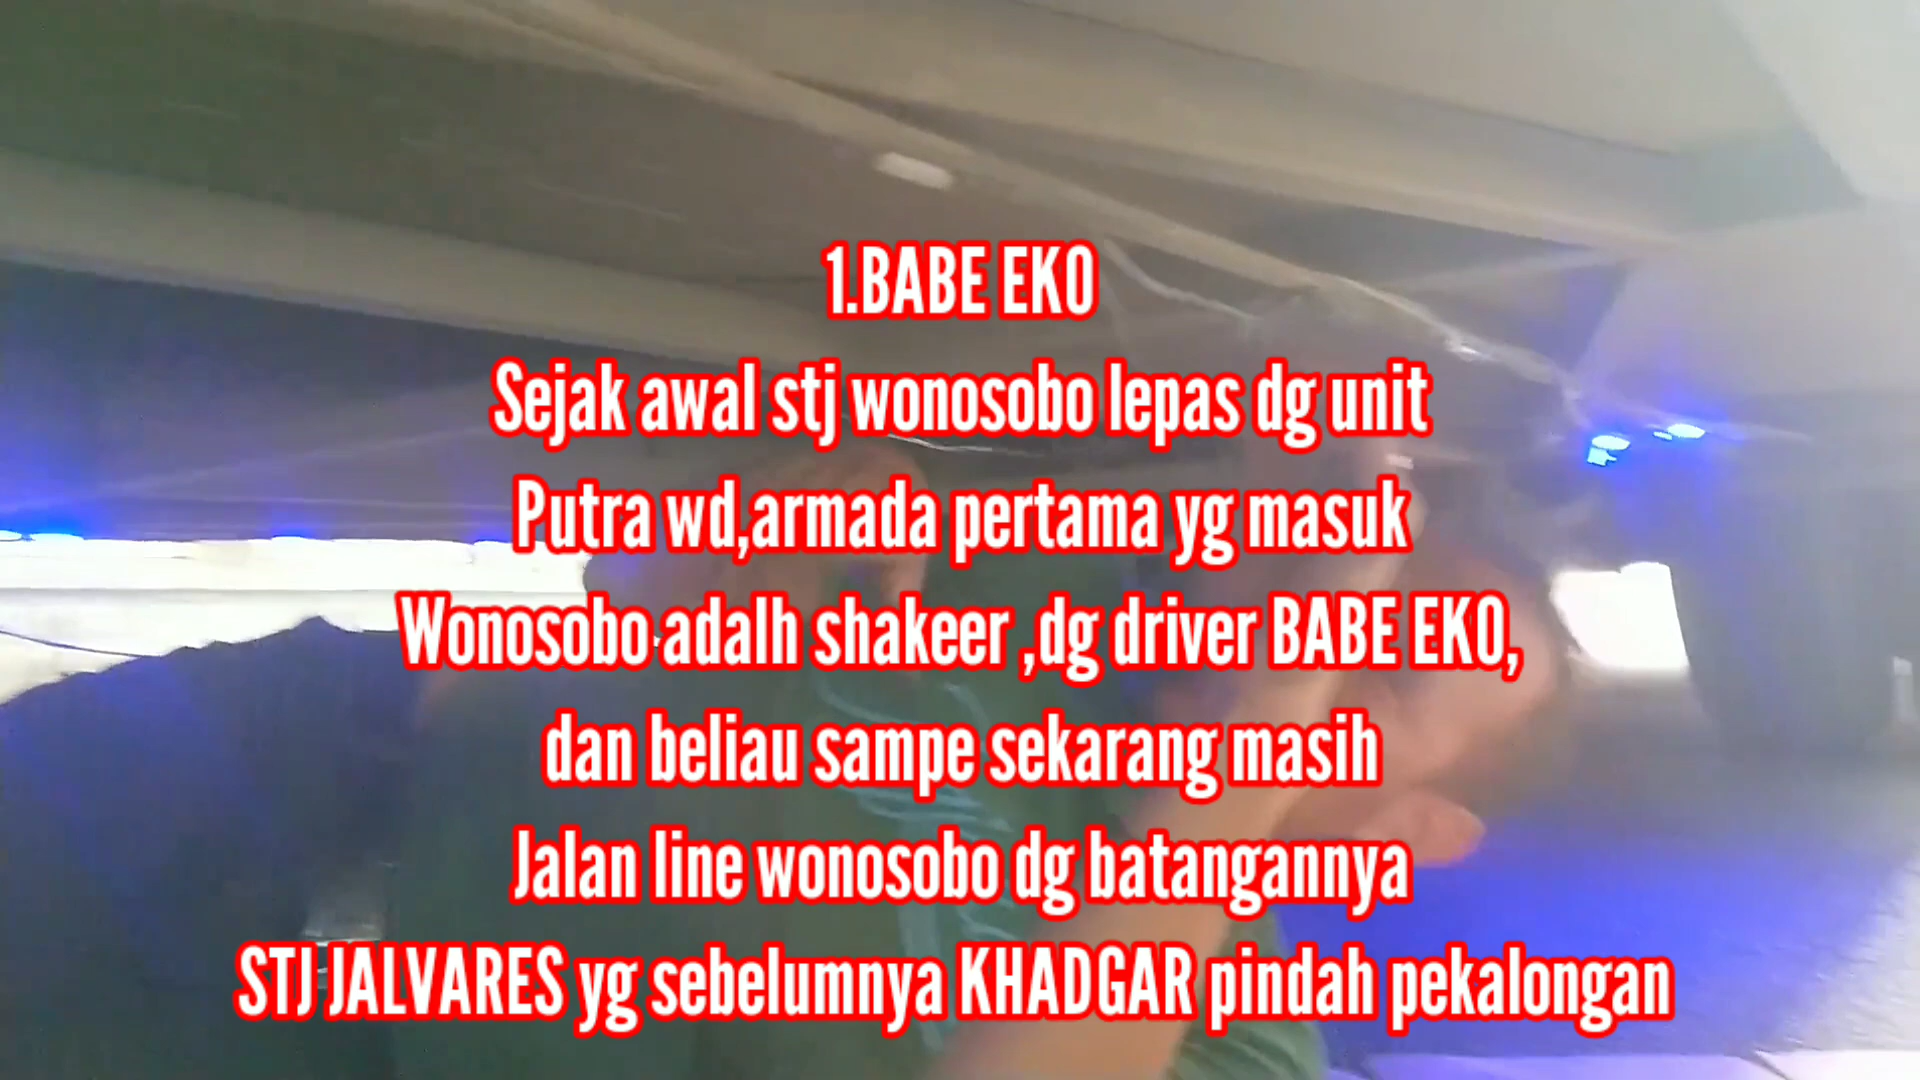 1.BABE EKO
Sejak awal stj wonosobo lepas dg unit
Putra wd,armada pertama yg masuk
Wonosobo adalh shakeer ,dg driver BABE EKO,
dan beliau sampe sekarang masih
Jalan line wonosobo dg batangannya
STJ JALVARES yg sebelumnya KHADGAR pindah pekalongan